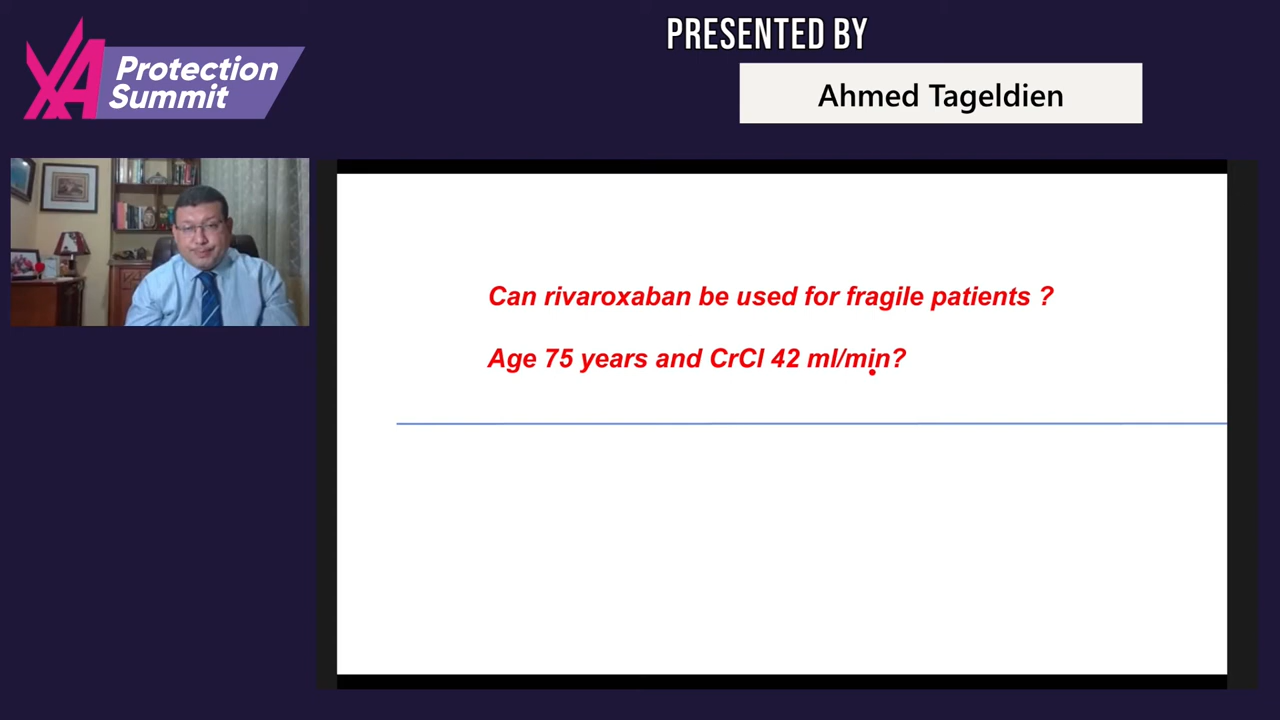 PRESENTED BY
XA Protection
Summit
Ahmed Tageldien
Can rivaroxaban be used for fragile patients ?
Age 75 years and CrCl 42 ml/min?